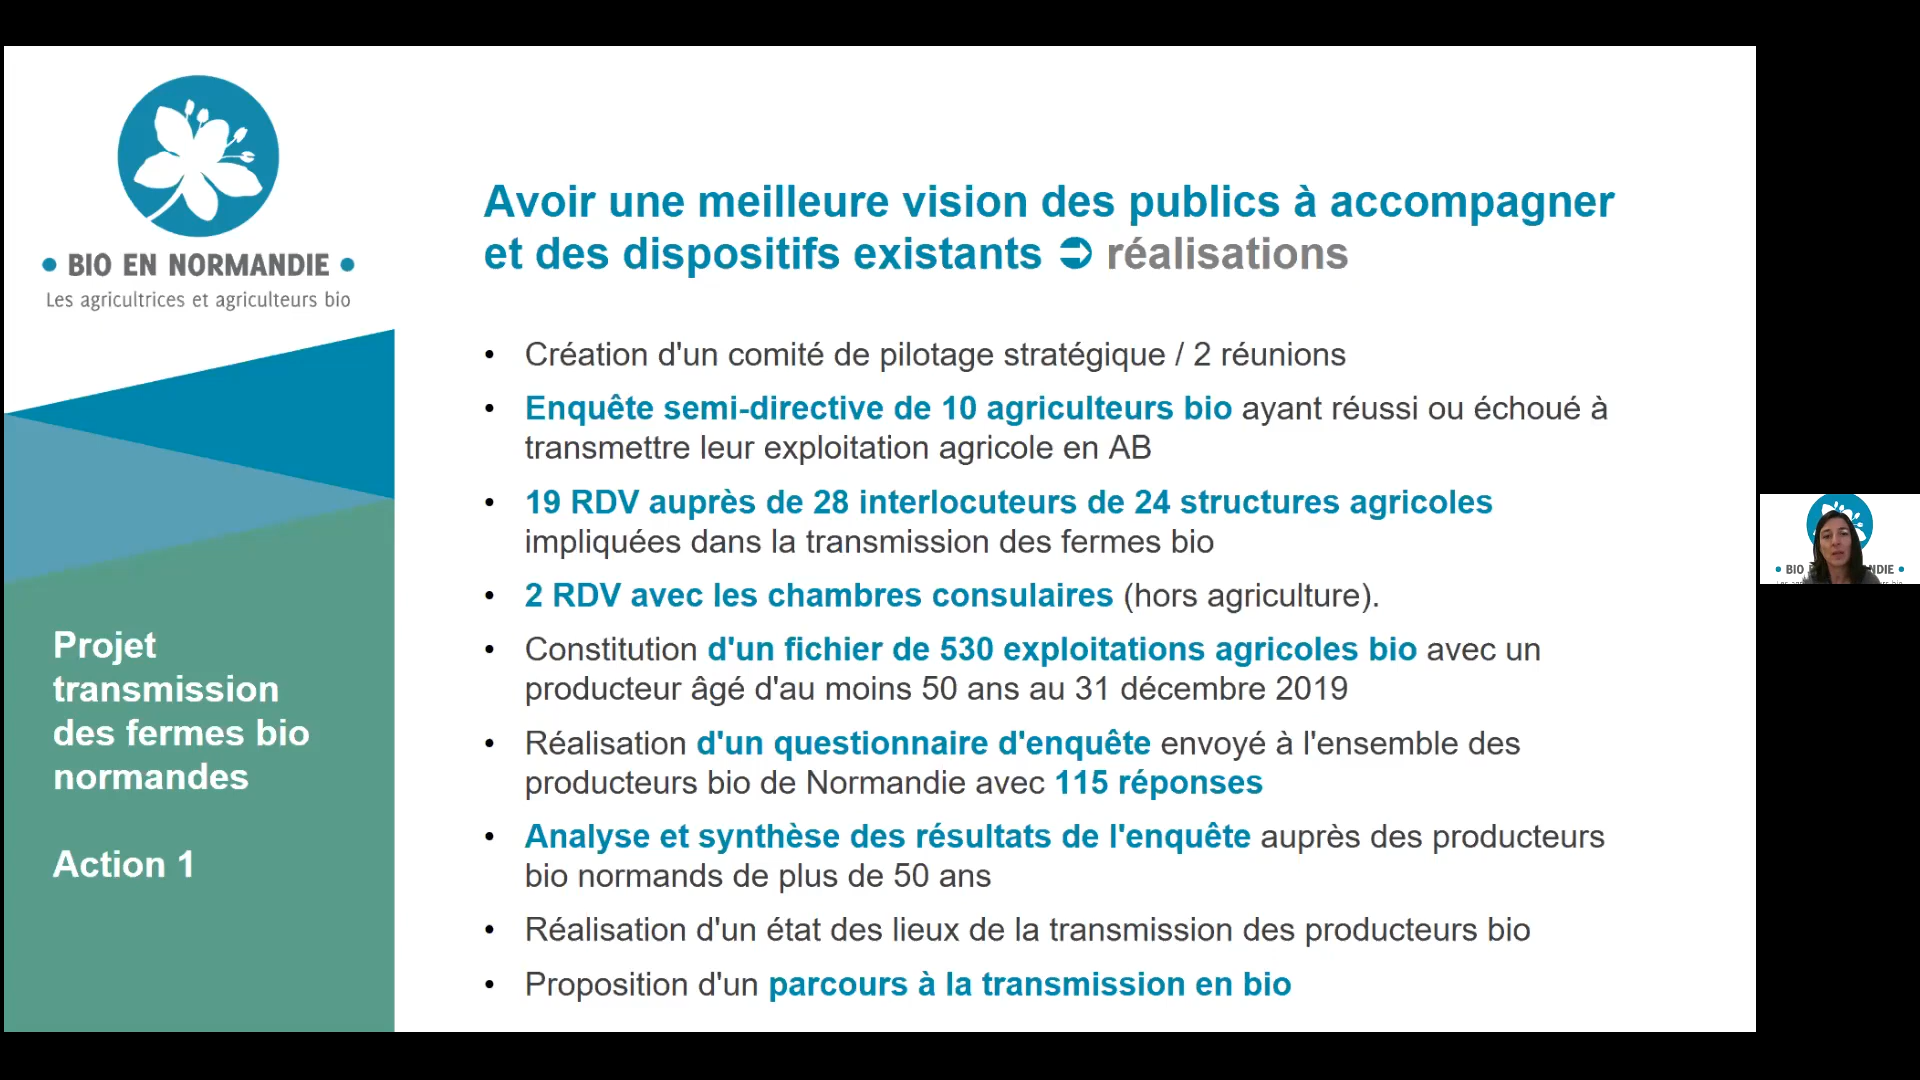 BIO EN NORMANDIE
Les agricultrices et agriculteurs bio
Projet
transmission
des fermes bio
normandes
Action 1
Avoir une meilleure vision des publics à accompagner
et des dispositifs existants ➲ réalisations
• Création d'un comité de pilotage stratégique / 2 réunions
• Enquête semi-directive de 10 agriculteurs bio ayant réussi ou échoué à
transmettre leur exploitation agricole en AB
• 19 RDV auprès de 28 interlocuteurs de 24 structures agricoles
impliquées dans la transmission des fermes bio
• 2 RDV avec les chambres consulaires (hors agriculture).
• Constitution d'un fichier de 530 exploitations agricoles bio avec un
producteur âgé d'au moins 50 ans au 31 décembre 2019
• Réalisation d'un questionnaire d'enquête envoyé à l'ensemble des
producteurs bio de Normandie avec 115 réponses
• Analyse et synthèse des résultats de l'enquête auprès des producteurs
bio normands de plus de 50 ans
• Réalisation d'un état des lieux de la transmission des producteurs bio
• Proposition d'un parcours à la transmission en bio
BIO